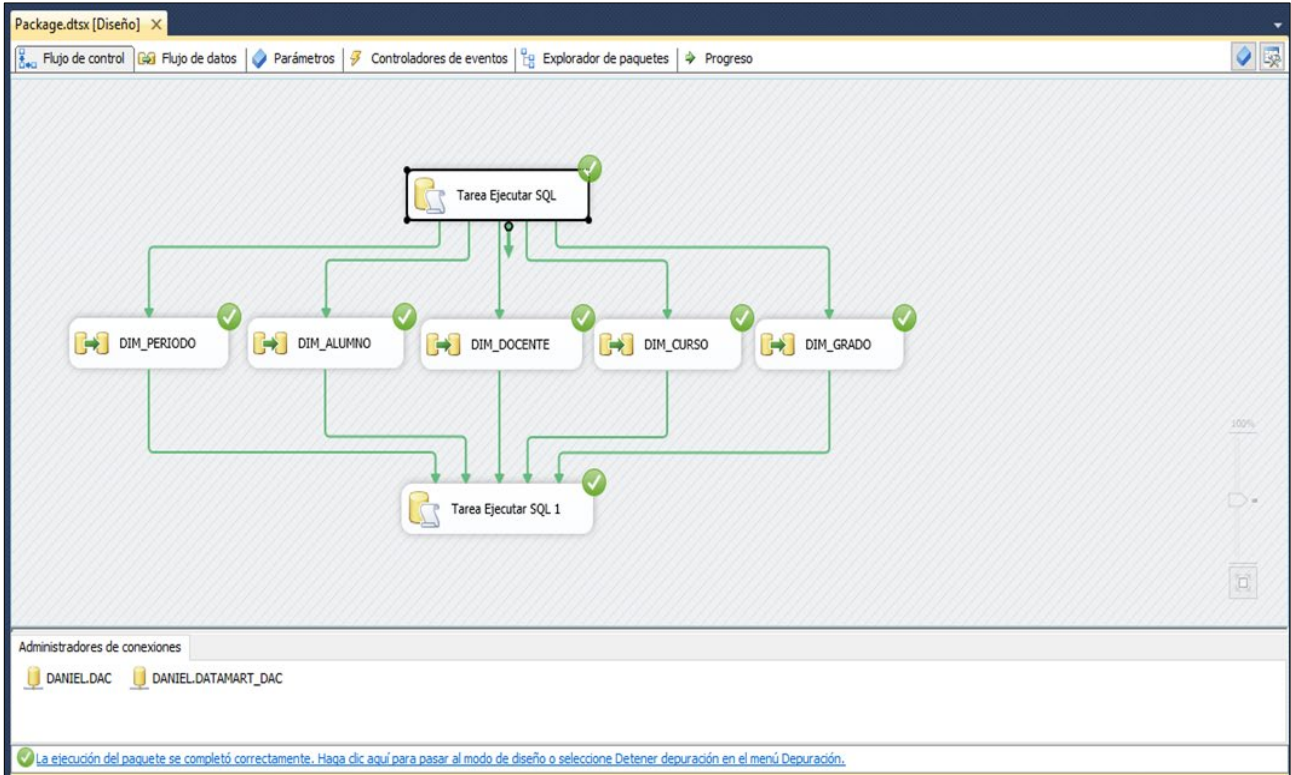 Package.dtsx [Diseño]
Flujo de control Flujo de datos Parámetros Controladores de eventos Explorador de paquetes Progreso
Tarea Ejecutar SQL
DIM_PERIODO DIM_ALUMNO DIM_DOCENTE DIM_CURSO DIM_GRADO
100%
Tarea Ejecutar SQL 1
Administradores de conexiones
DANIEL.DAC DANIEL.DATAMART_DAC
La ejecución del paquete se completó correctamente. Haga clic aquí para pasar al modo de diseño o seleccione Detener depuración en el menú Depuración.